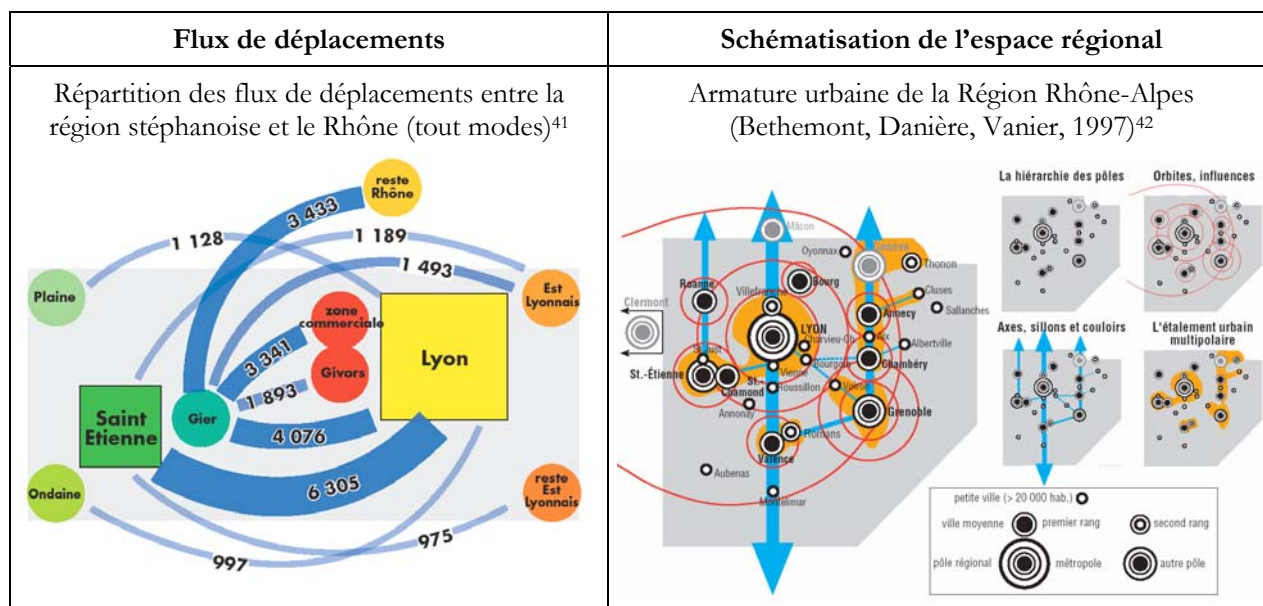 Flux de déplacements
Répartition des flux de déplacements entre la
région stéphanoise et le Rhône (tout modes)41
reste
Rhône
3 433
1 128
1 189
1 493
Plaine
Est
Lyonnais
zone
commerciale
3 341
Givors
1 893
Lyon
Saint
Etienne
Gier
4 076
6 305
Ondaine
reste
Est
Lyonnais
997
975
Schématisation de l'espace régional
Armature urbaine de la Région Rhône-Alpes
(Bethemont, Danière, Vanier, 1997)42
Mâcon
Oyonnax
Genève
Thonon
Roanne
Bourg
Villefranche
Cluses
Clermont
Annecy
Sallanches
LYON
Charvieu-Ch.
Aix
Albertville
St-Just
Bourgoin
Chambéry
St.-Étienne
Vienne
St.-
Chamond
Roussillon
Voiron
Annonay
Grenoble
Romans
Valence
Aubenas
Montélimar
La hiérarchie des pôles
Orbites, influences
Axes, sillons et couloirs
L'étalement urbain
multipolaire
petite ville (> 20 000 hab.)
ville moyenne
premier rang
second rang
pôle régional
métropole
autre pôle